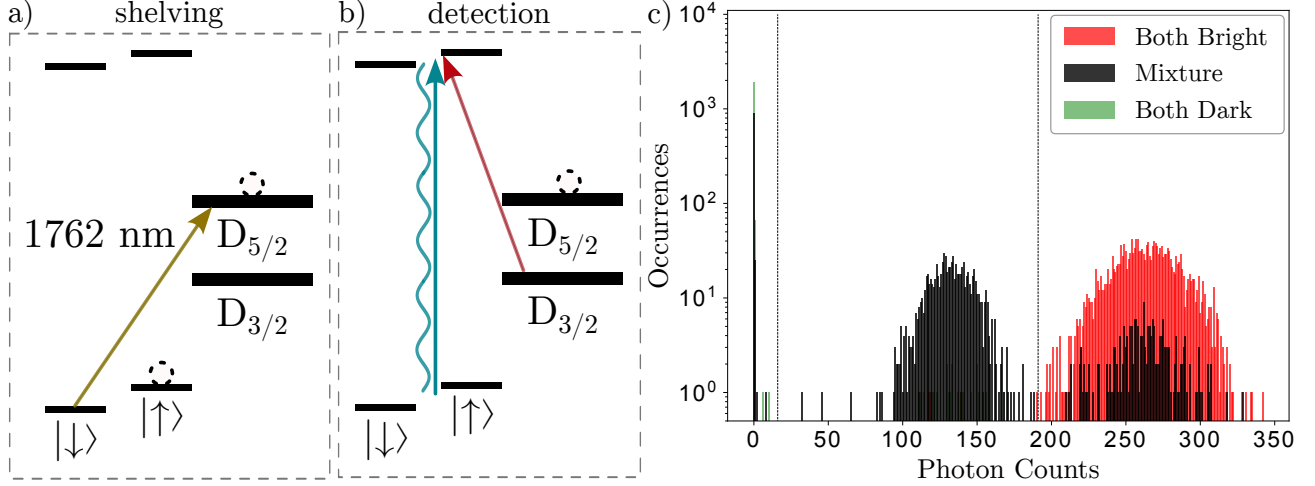 a) shelving
1762 nm
D5/2
D3/2
|↓⟩
|↑⟩
b) detection
D5/2
D3/2
|↓⟩
|↑⟩
c)
Occurrences
10^4
10^3
10^2
10^1
10^0
Both Bright
Mixture
Both Dark
0 50 100 150 200 250 300 350
Photon Counts